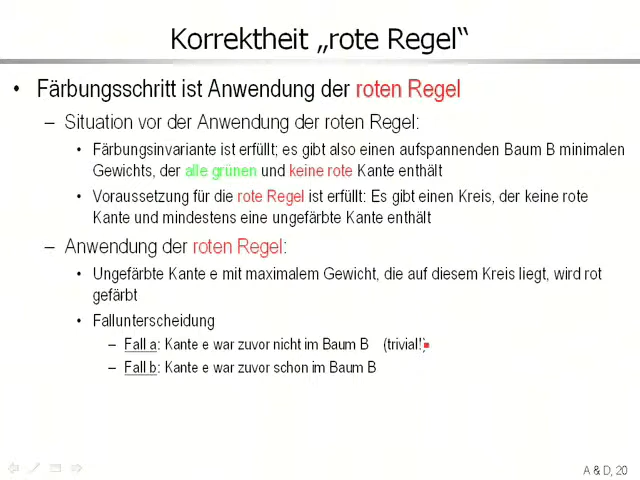 Korrektheit „rote Regel“
• Färbungsschritt ist Anwendung der roten Regel
– Situation vor der Anwendung der roten Regel:
• Färbungsinvariante ist erfüllt; es gibt also einen aufspannenden Baum B minimalen
Gewichts, der alle grünen und keine rote Kante enthält
• Voraussetzung für die rote Regel ist erfüllt: Es gibt einen Kreis, der keine rote
Kante und mindestens eine ungefärbte Kante enthält
– Anwendung der roten Regel:
• Ungefärbte Kante e mit maximalem Gewicht, die auf diesem Kreis liegt, wird rot
gefärbt
• Fallunterscheidung
– Fall a: Kante e war zuvor nicht im Baum B (trivial!)
– Fall b: Kante e war zuvor schon im Baum B
A & D, 20